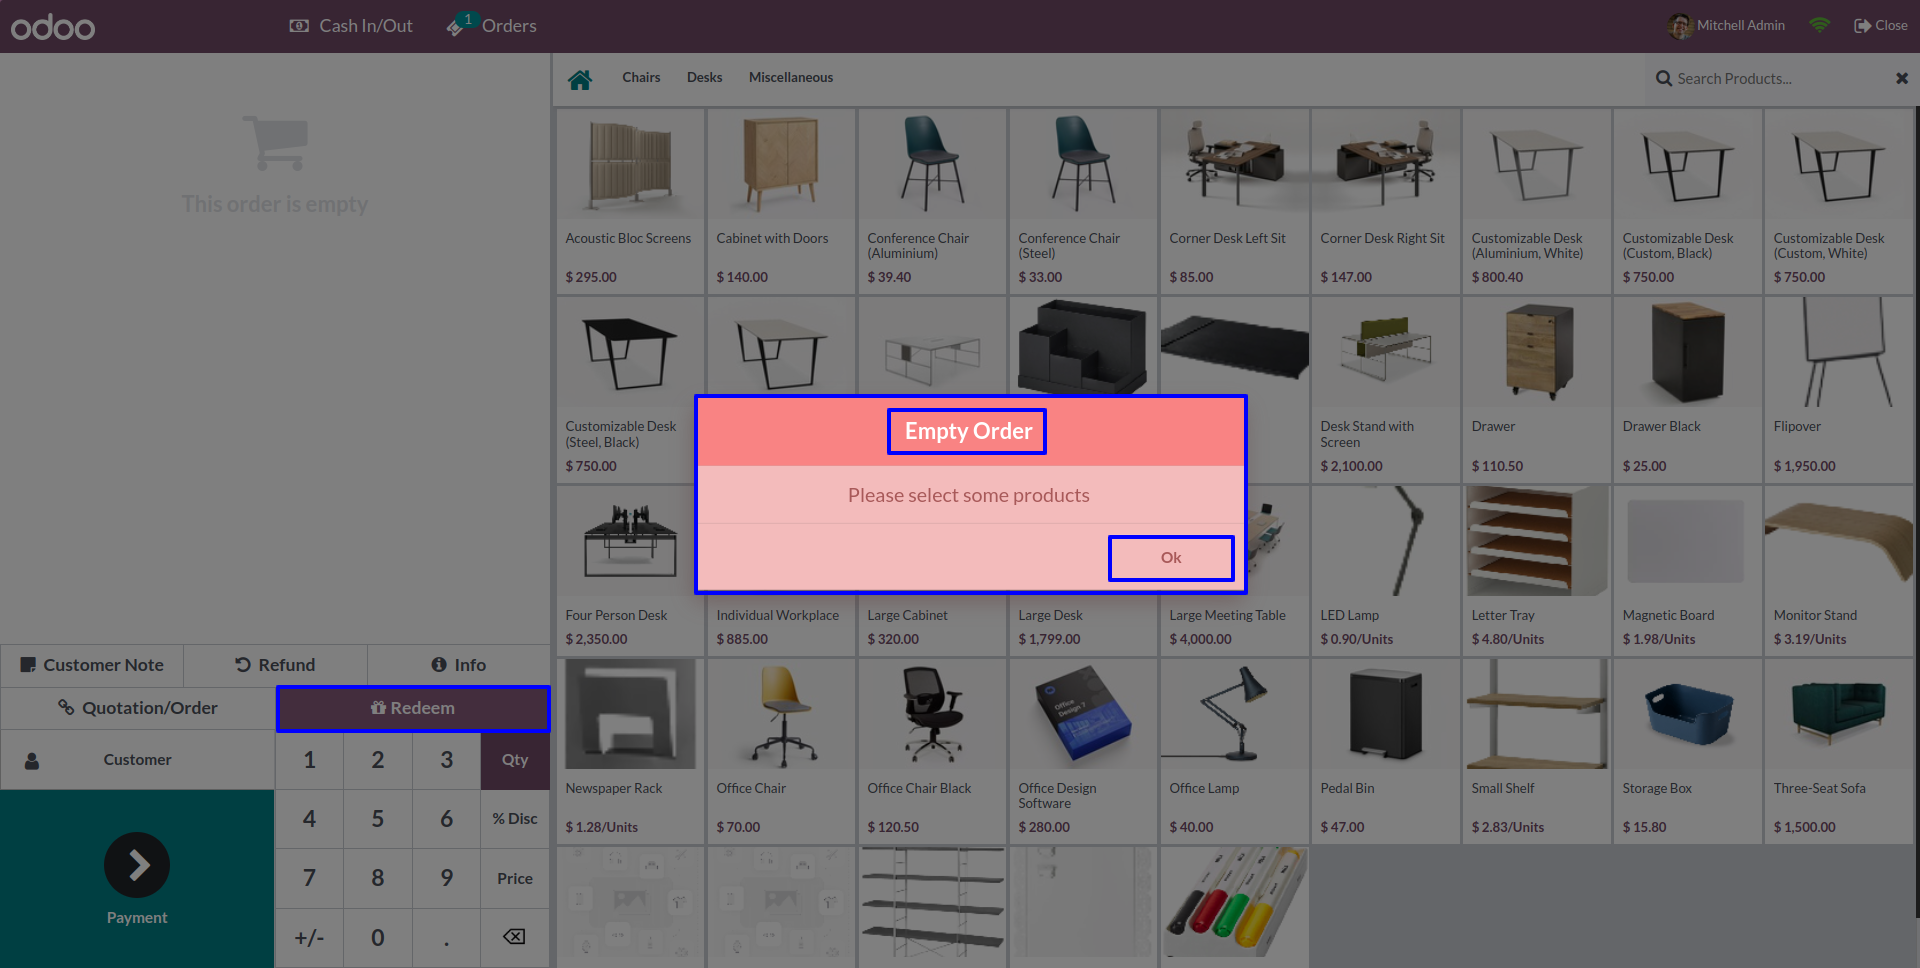 odoo
Cash In/Out
1
Orders
Mitchell Admin
Close
This order is empty
Chairs
Desks
Miscellaneous
Search Products...
Acoustic Bloc Screens
$ 295.00
Cabinet with Doors
$ 140.00
Conference Chair
(Aluminium)
$ 39.40
Conference Chair
(Steel)
$ 33.00
Corner Desk Left Sit
$ 85.00
Corner Desk Right Sit
$ 147.00
Customizable Desk
(Aluminium, White)
$ 800.40
Customizable Desk
(Custom, Black)
$ 750.00
Customizable Desk
(Custom, White)
$ 750.00
Customizable Desk
(Steel, Black)
$ 750.00
Desk Stand with
Screen
$ 2,100.00
Drawer
$ 110.50
Drawer Black
$ 25.00
Flipover
$ 1,950.00
Empty Order
Please select some products
Ok
Four Person Desk
$ 2,350.00
Individual Workplace
$ 885.00
Large Cabinet
$ 320.00
Large Desk
$ 1,799.00
Large Meeting Table
$ 4,000.00
LED Lamp
$ 0.90/Units
Letter Tray
$ 4.80/Units
Magnetic Board
$ 1.98/Units
Monitor Stand
$ 3.19/Units
Newspaper Rack
$ 1.28/Units
Office Chair
$ 70.00
Office Chair Black
$ 120.50
Office
Design 7
Office Design
Software
$ 280.00
Office Lamp
$ 40.00
Pedal Bin
$ 47.00
Small Shelf
$ 2.83/Units
Storage Box
$ 15.80
Three-Seat Sofa
$ 1,500.00
Customer Note
Refund
Info
Quotation/Order
Redeem
Customer
1
2
3
Qty
4
5
6
% Disc
7
8
9
Price
+/-
0
.
Payment